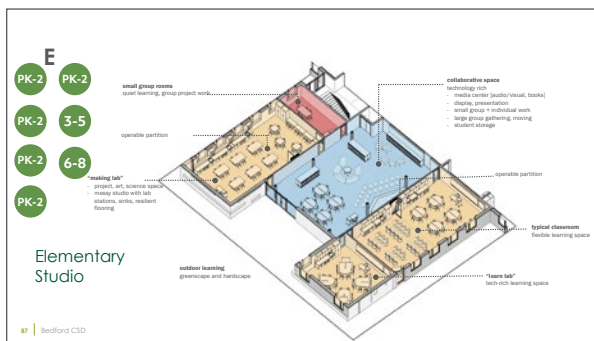 E
PK-2 PK-2
PK-2 3-5
PK-2 6-8
PK-2
Elementary
Studio
small group rooms
quiet learning, group project work
operable partition
"making lab"
- project, art, science space
- messy studio with lab
stations, sinks, resilient
flooring
outdoor learning
greenscape and hardscape
collaborative space
technology rich
- media center [audio/visual, books]
- display, presentation
- small group + individual work
- large group gathering, moving
- student storage
operable partition
typical classroom
flexible learning space
"learn lab"
tech-rich learning space
87 | Bedford CSD